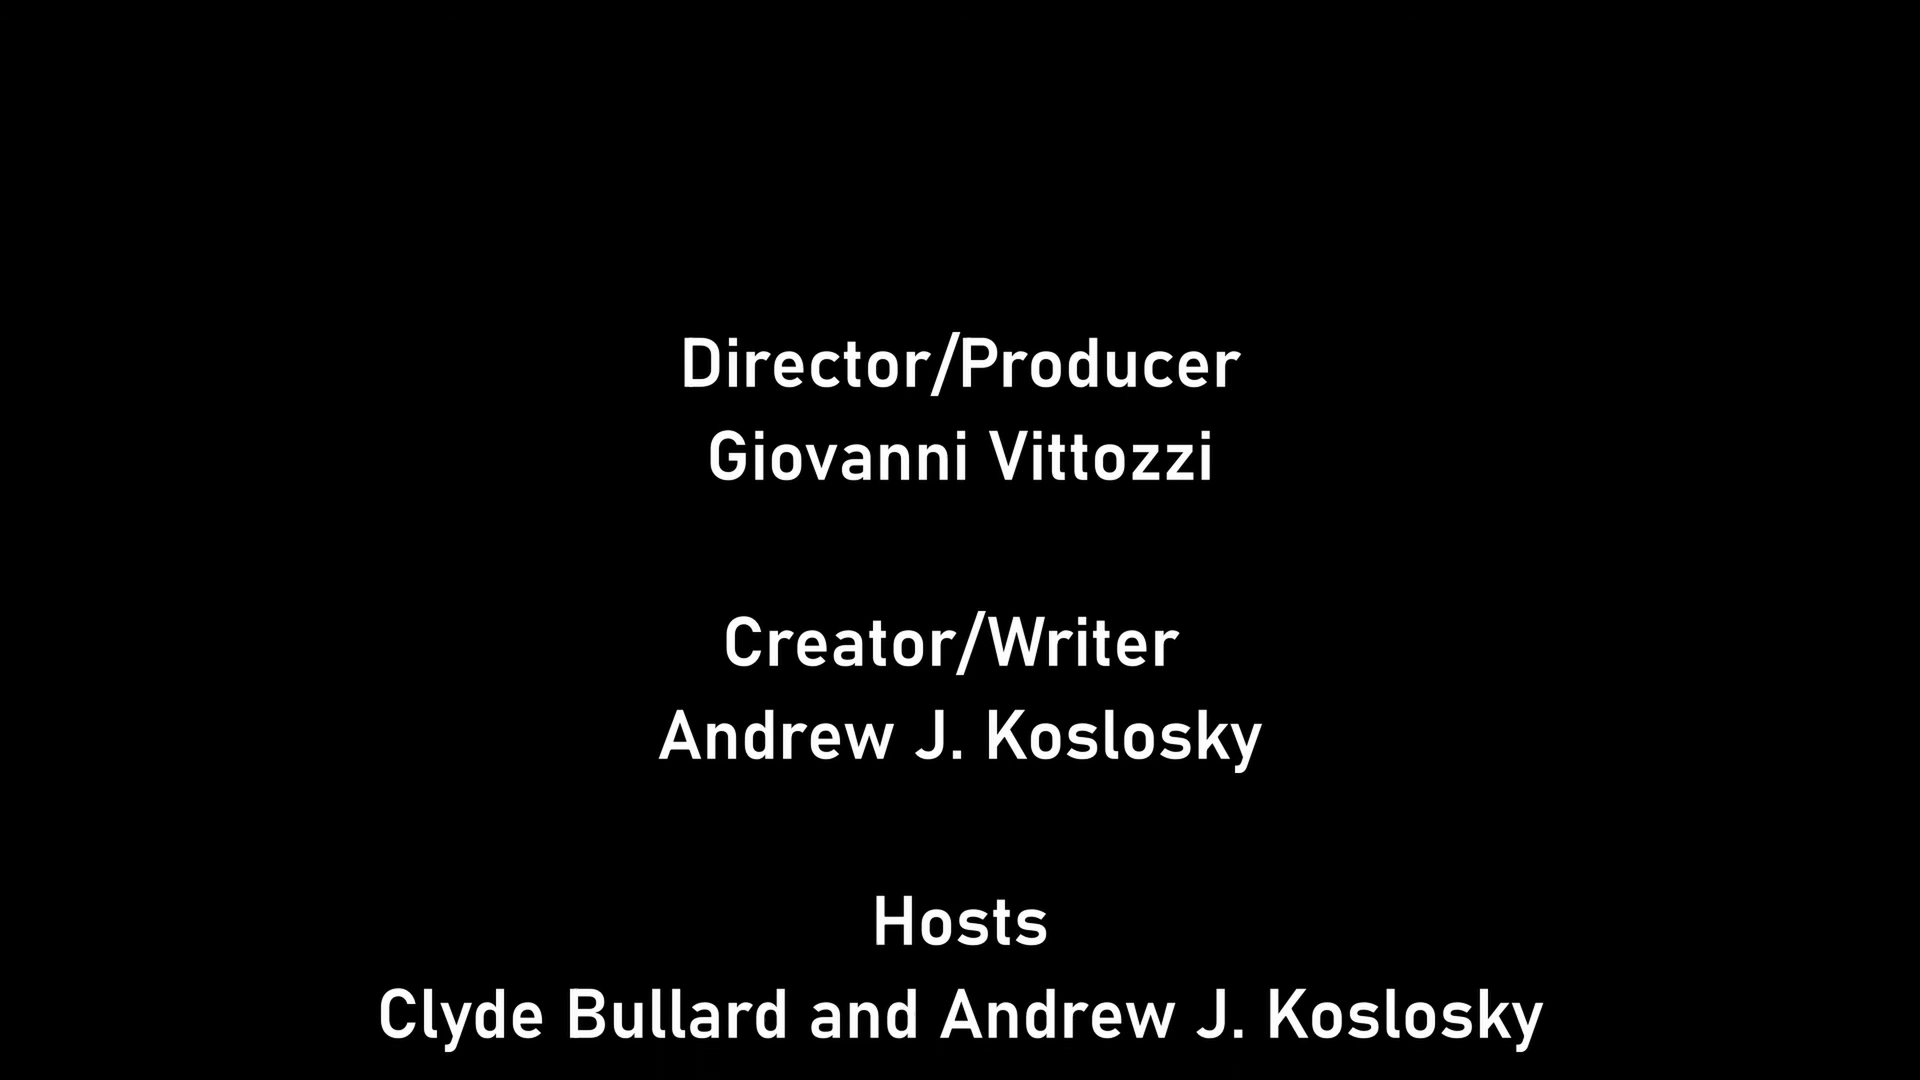 Director/Producer
Giovanni Vittozzi
Creator/Writer
Andrew J. Koslosky
Hosts
Clyde Bullard and Andrew J. Koslosky